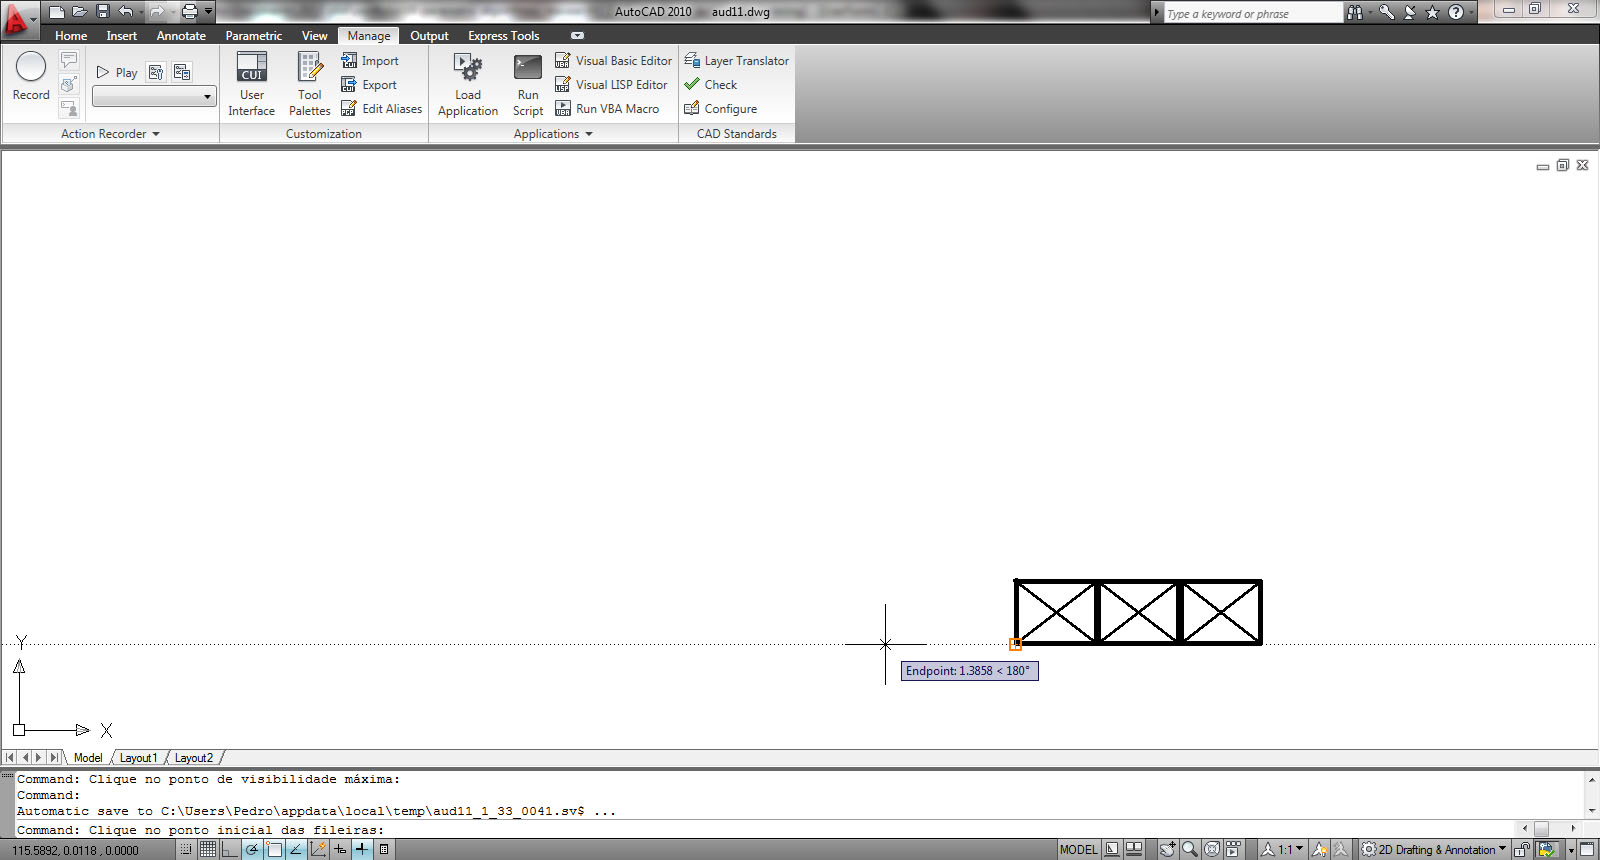 AutoCAD 2010 aud11.dwg
Type a keyword or phrase
Home Insert Annotate Parametric View Manage Output Express Tools
Record
Play
Action Recorder
CUI
User Interface
Tool Palettes
Import
Export
Edit Aliases
Customization
Load Application
Run Script
Visual Basic Editor
Visual LISP Editor
Run VBA Macro
Applications
Layer Translator
Check
Configure
CAD Standards
Endpoint: 1.3858 < 180°
Y
X
Model Layout1 Layout2
Command: Clique no ponto de visibilidade máxima:
Command:
Automatic save to C:\Users\Pedro\appdata\local\temp\aud11_1_33_0041.sv$ ...
Command: Clique no ponto inicial das fileiras:
115.5892, 0.0118 , 0.0000
MODEL
1:1
2D Drafting & Annotation